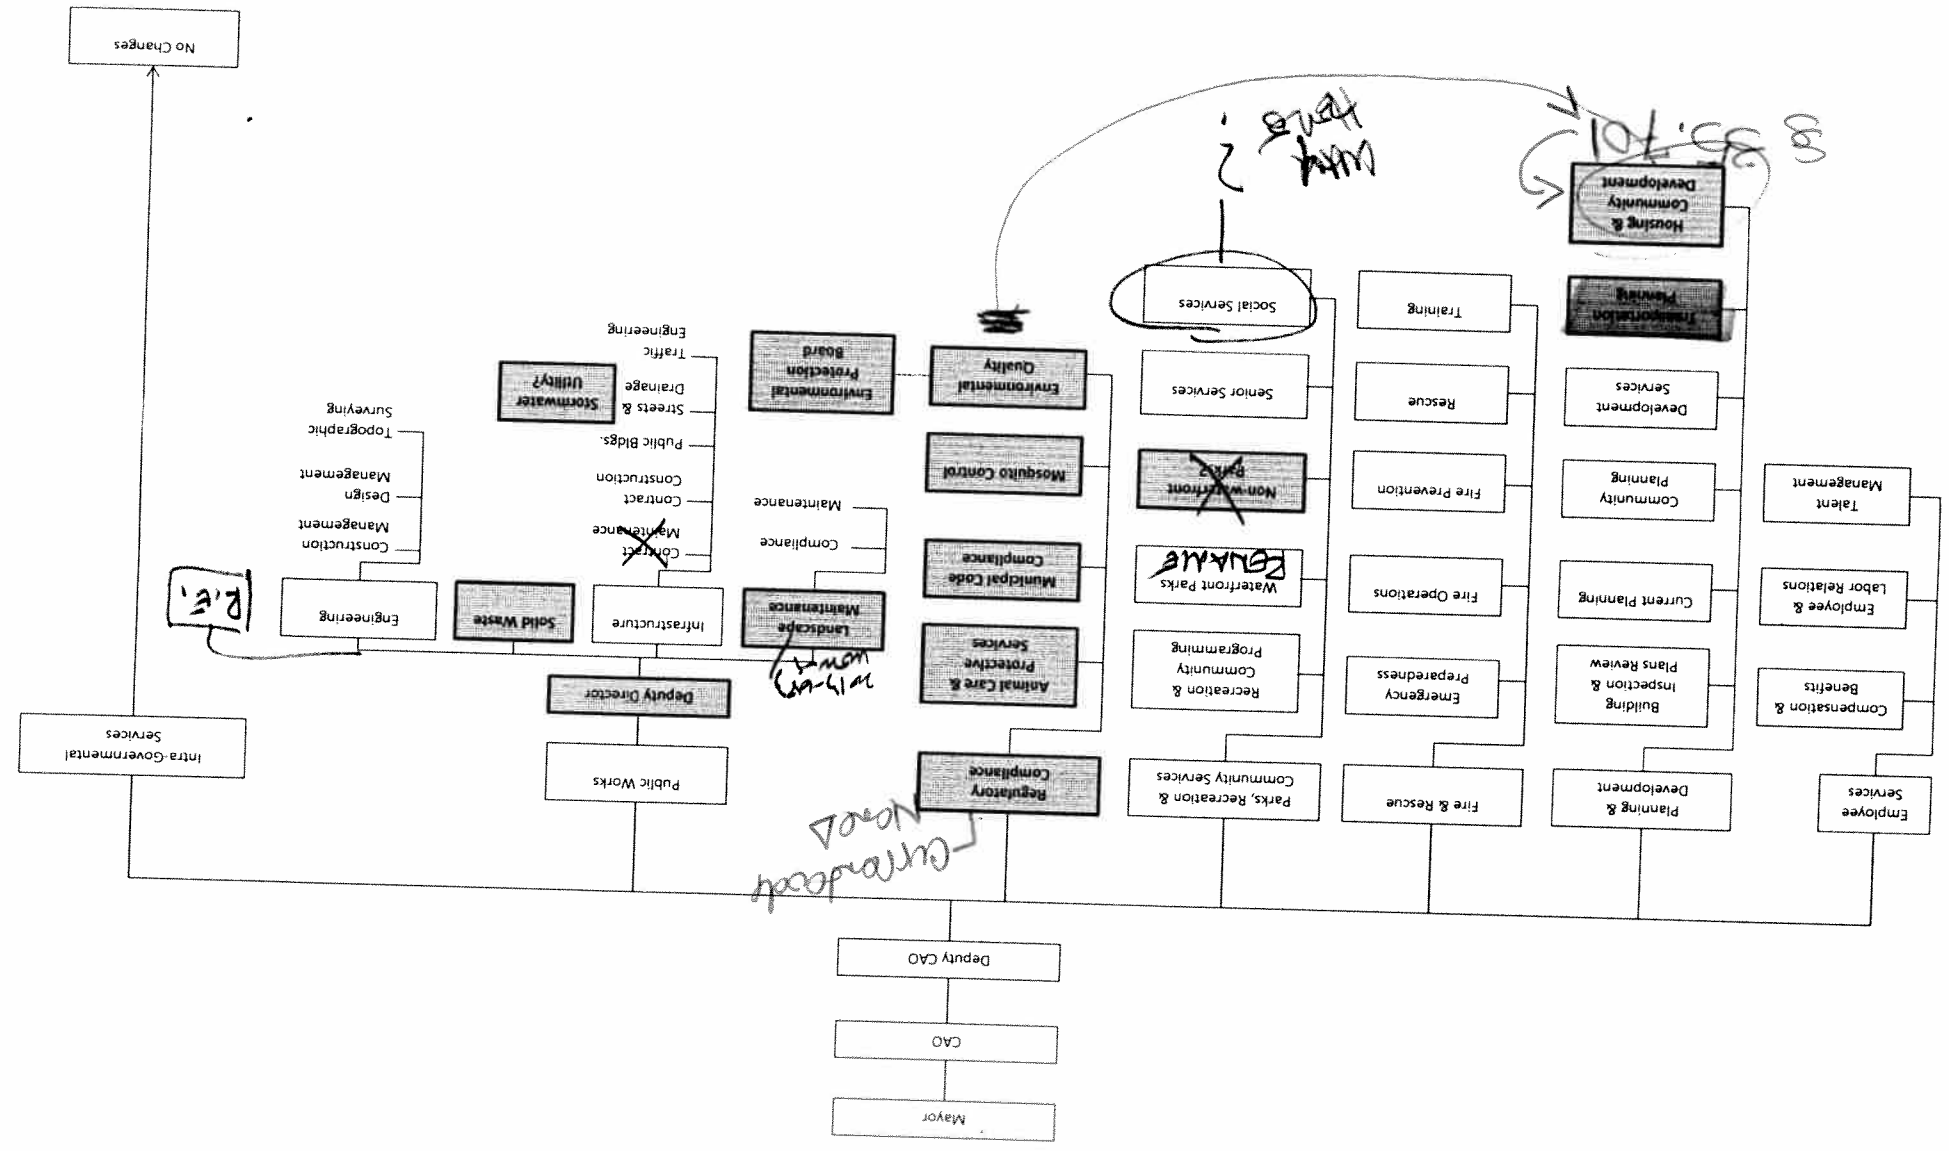 Mayor
CAO
Deputy CAO
Employee
Services
Compensation &
Benefits
Employee &
Labor Relations
Talent
Management
Planning &
Development
Building
Inspection &
Plans Review
Current Planning
Community
Planning
Development
Services
Transportation
Planning
Housing &
Community
Development
Fire & Rescue
Emergency
Preparedness
Fire Operations
Fire Prevention
Rescue
Training
Parks, Recreation &
Community Services
Recreation &
Community
Programming
Waterfront Parks
RENAME
Non-waterfront
Parks?
Senior Services
Social Services
?
Here
Name Δ
Regulatory
Compliance
Animal Care &
Protective
Services
Municipal Code
Compliance
Mosquito Control
Environmental
Quality
Environmental
Protection
Board
Public Works
Deputy Director
Landscape
Maintenance
Compliance
Maintenance
Infrastructure
Contract
Maintenance
Contract
Construction
Public Bldgs.
Streets &
Drainage
Traffic
Engineering
Stormwater
Utility?
Solid Waste
Engineering
P.E.
Construction
Management
Design
Management
Topographic
Surveying
Intra-Governmental
Services
No Changes